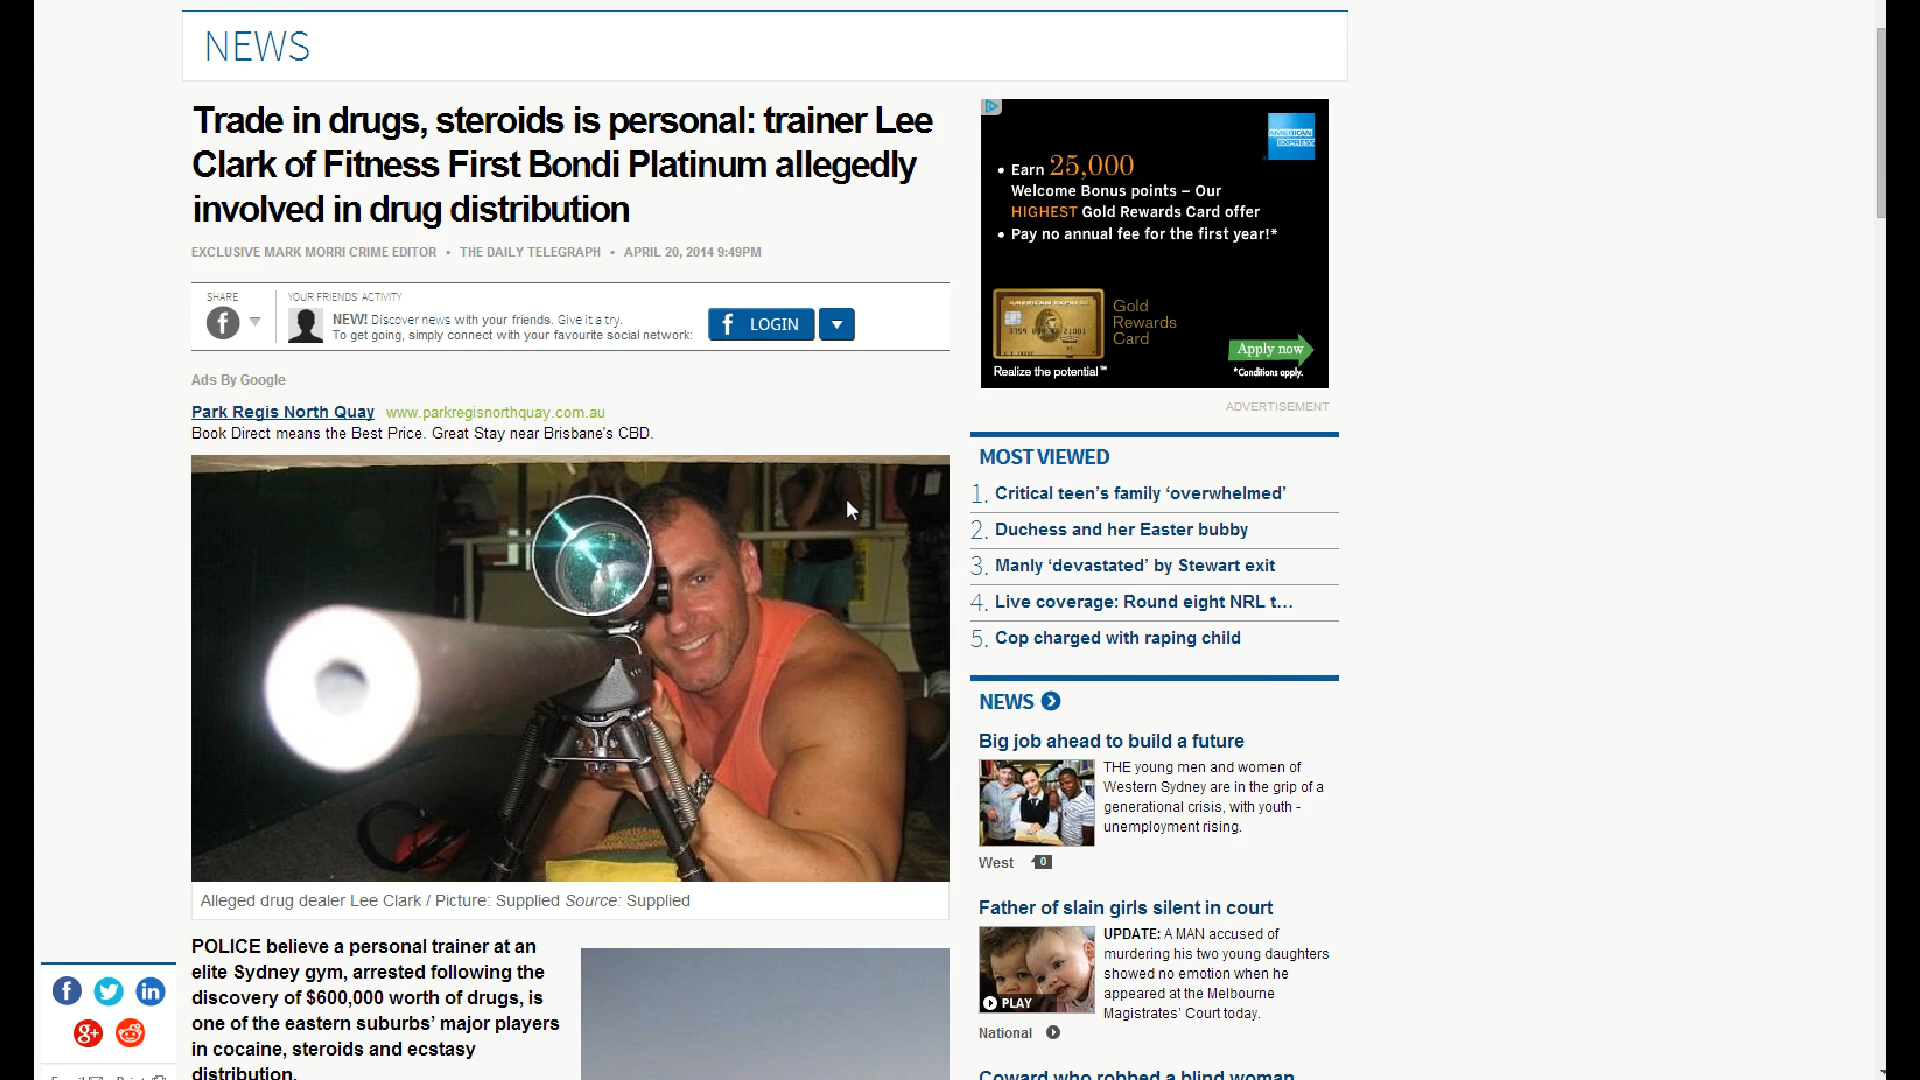 NEWS
Trade in drugs, steroids is personal: trainer Lee
Clark of Fitness First Bondi Platinum allegedly
involved in drug distribution
EXCLUSIVE MARK MORRI CRIME EDITOR • THE DAILY TELEGRAPH • APRIL 20, 2014 9:49PM
SHARE
YOUR FRIENDS' ACTIVITY
NEW! Discover news with your friends. Give it a try.
To get going, simply connect with your favourite social network:
LOGIN
Ads By Google
Park Regis North Quay www.parkregisnorthquay.com.au
Book Direct means the Best Price. Great Stay near Brisbane's CBD.
Alleged drug dealer Lee Clark / Picture: Supplied Source: Supplied
POLICE believe a personal trainer at an
elite Sydney gym, arrested following the
discovery of $600,000 worth of drugs, is
one of the eastern suburbs' major players
in cocaine, steroids and ecstasy
distribution.
AMERICAN
EXPRESS
• Earn 25,000
Welcome Bonus points – Our
HIGHEST Gold Rewards Card offer
• Pay no annual fee for the first year!*
AMERICAN EXPRESS
Gold
Rewards
Card
Apply now
Realize the potential™
*Conditions apply.
ADVERTISEMENT
MOST VIEWED
1. Critical teen's family 'overwhelmed'
2. Duchess and her Easter bubby
3. Manly 'devastated' by Stewart exit
4. Live coverage: Round eight NRL t...
5. Cop charged with raping child
NEWS
Big job ahead to build a future
THE young men and women of
Western Sydney are in the grip of a
generational crisis, with youth -
unemployment rising.
West 0
Father of slain girls silent in court
UPDATE: A MAN accused of
murdering his two young daughters
showed no emotion when he
appeared at the Melbourne
Magistrates' Court today.
PLAY
National
Coward who robbed a blind woman